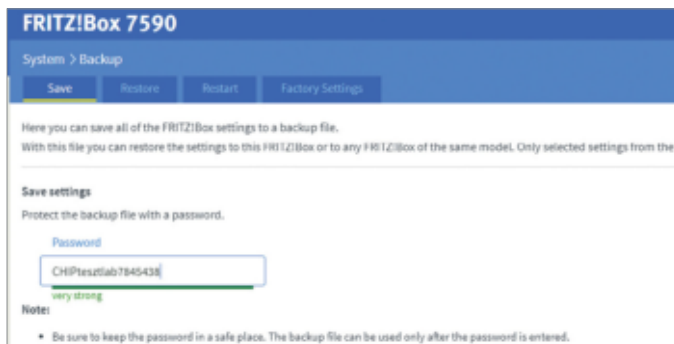 FRITZ!Box 7590
System > Backup
Save Restore Restart Factory Settings
Here you can save all of the FRITZ!Box settings to a backup file.
With this file you can restore the settings to this FRITZ!Box or to any FRITZ!Box of the same model. Only selected settings from the
Save settings
Protect the backup file with a password.
Password
CHIPtesztlab7845438
very strong
Note:
• Be sure to keep the password in a safe place. The backup file can be used only after the password is entered.